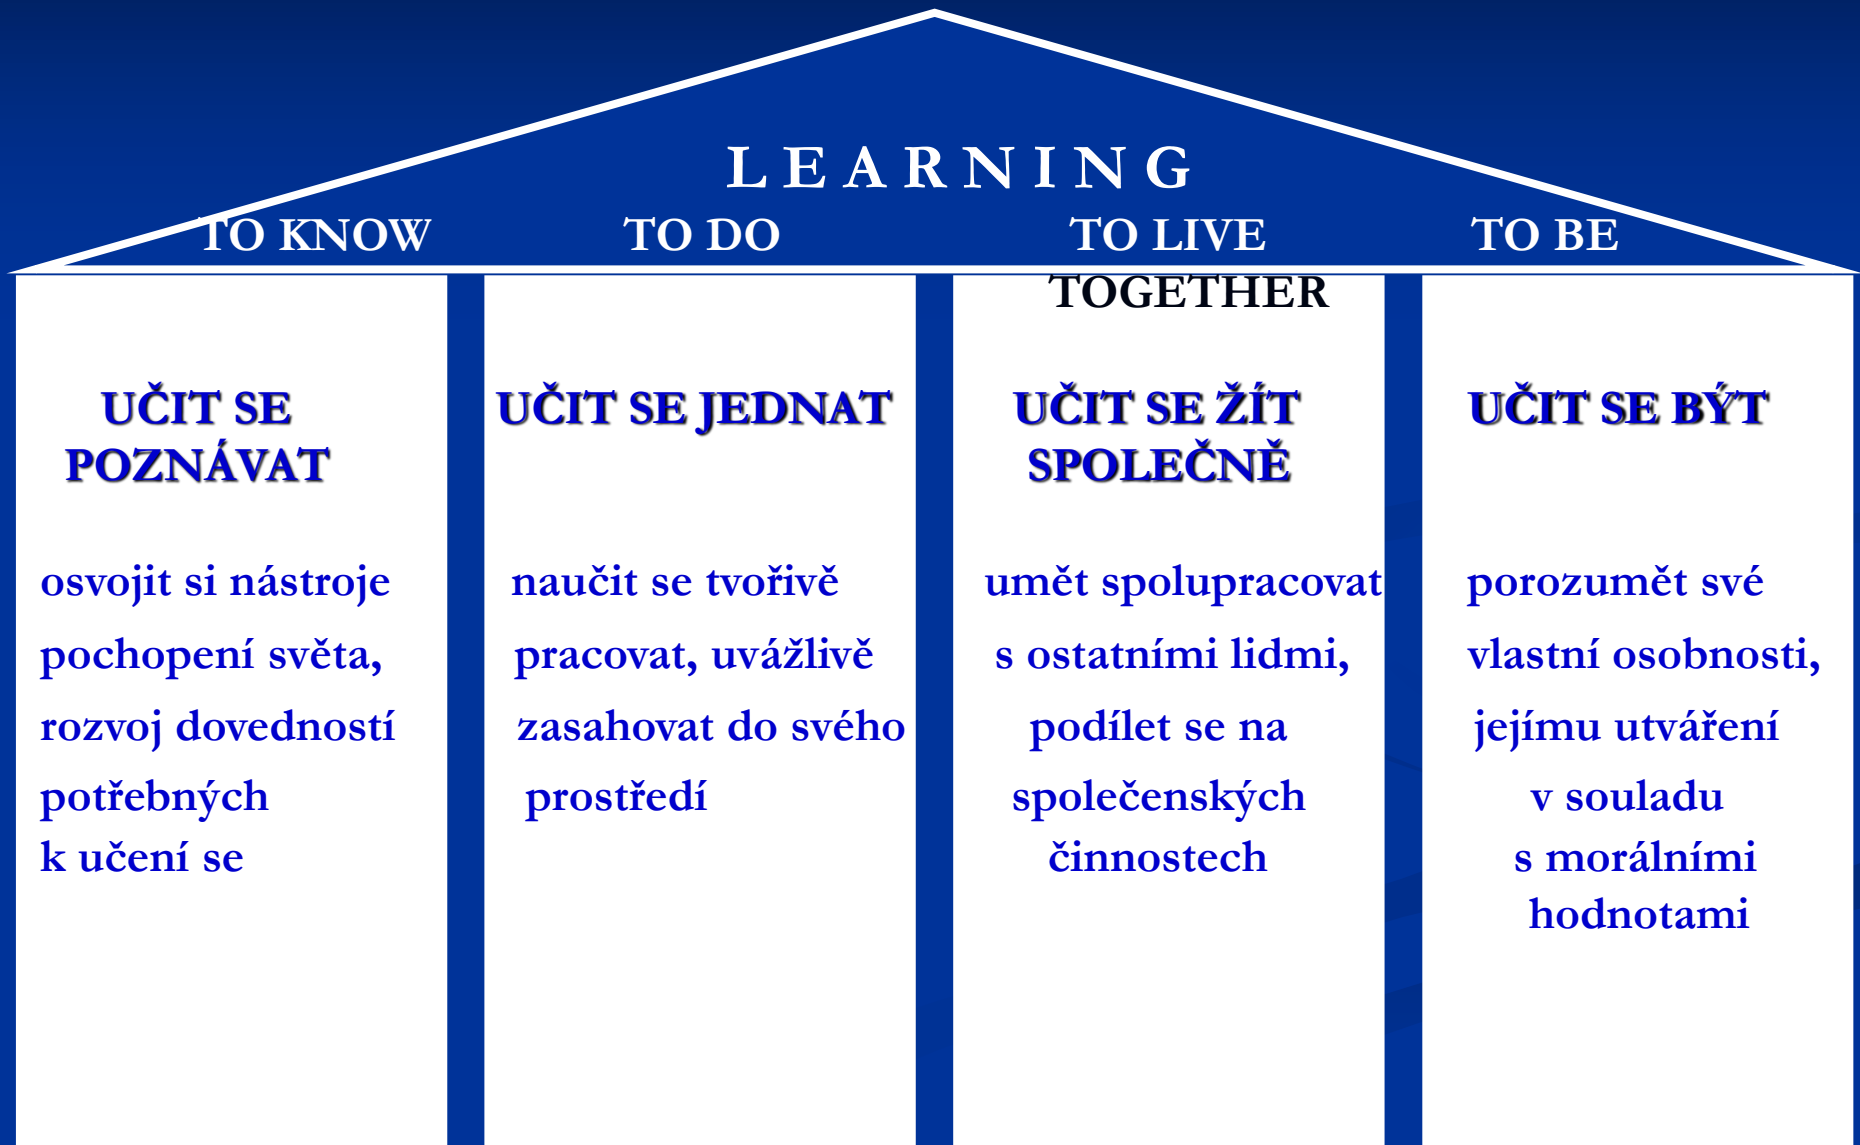 LEARNING
TO KNOW TO DO TO LIVE TO BE
TOGETHER
UČIT SE
POZNÁVAT
osvojit si nástroje
pochopení světa,
rozvoj dovedností
potřebných
k učení se
UČIT SE JEDNAT
naučit se tvořivě
pracovat, uvážlivě
zasahovat do svého
prostředí
UČIT SE ŽÍT
SPOLEČNĚ
umět spolupracovat
s ostatními lidmi,
podílet se na
společenských
činnostech
UČIT SE BÝT
porozumět své
vlastní osobnosti,
jejímu utváření
v souladu
s morálními
hodnotami